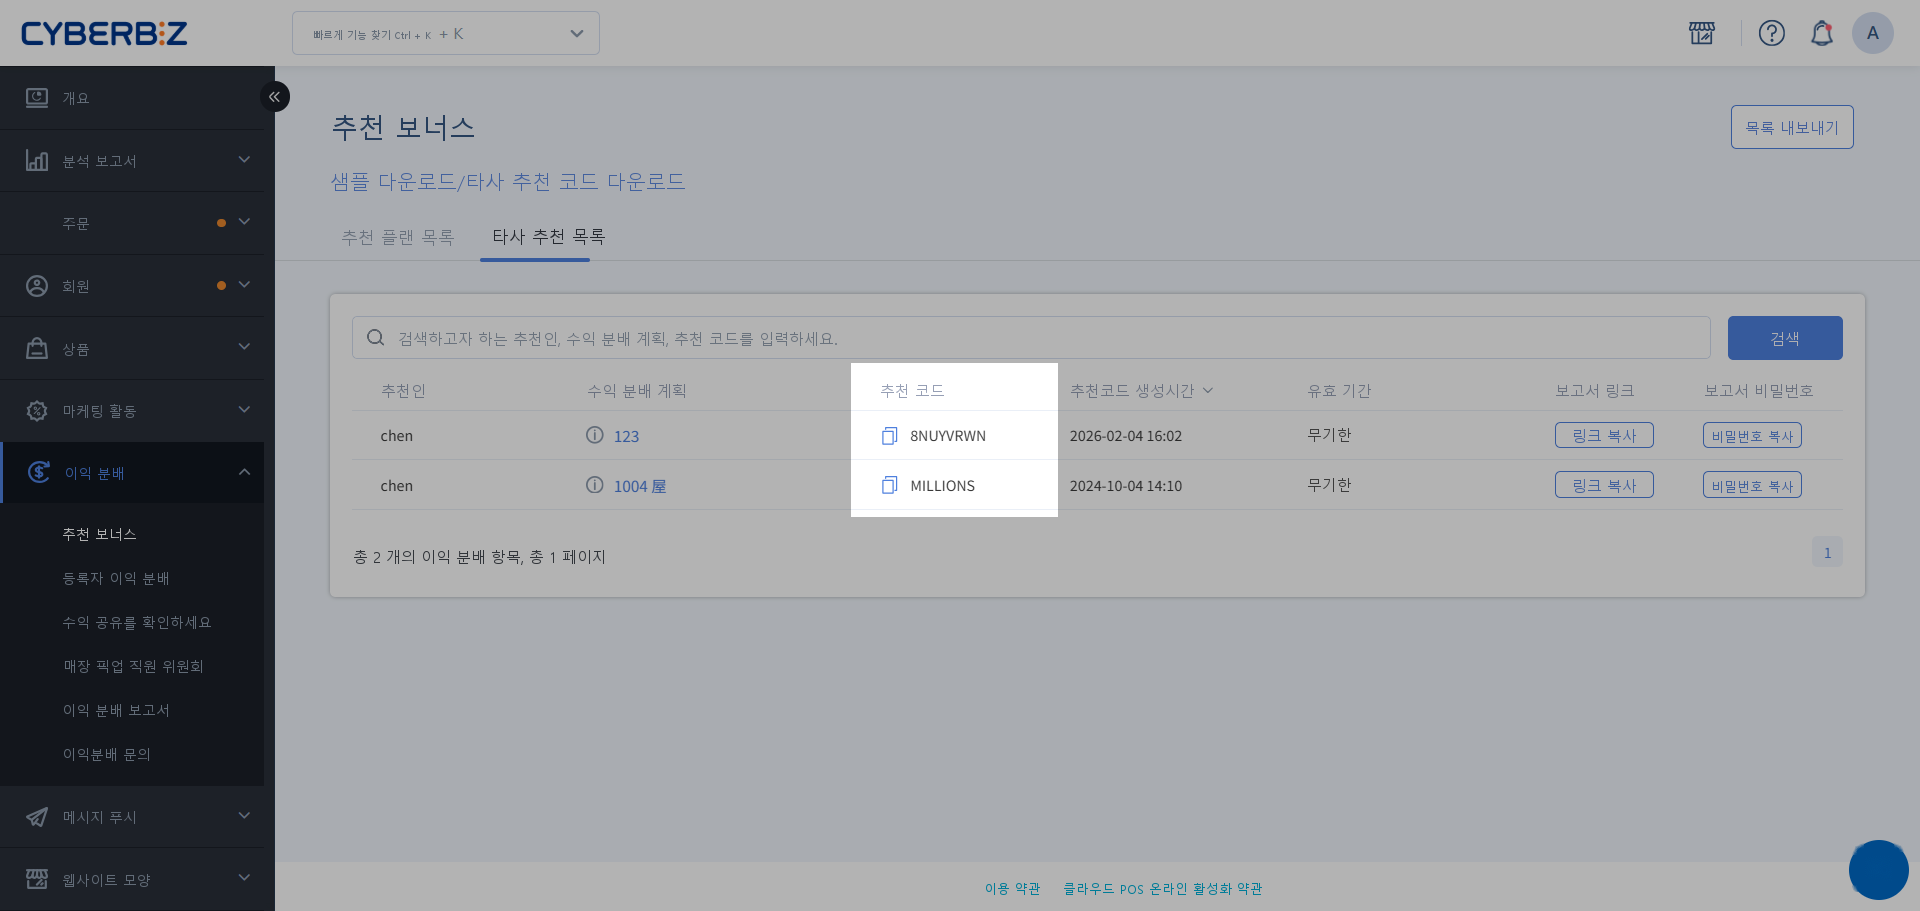 CYBERBIZ
빠르게 기능 찾기 Ctrl + K + K
A
개요
분석 보고서
주문
회원
상품
마케팅 활동
이익 분배
추천 보너스
등록자 이익 분배
수익 공유를 확인하세요
매장 픽업 직원 위원회
이익 분배 보고서
이익분배 문의
메시지 푸시
웹사이트 모양
추천 보너스
목록 내보내기
샘플 다운로드/타사 추천 코드 다운로드
추천 플랜 목록 타사 추천 목록
검색하고자 하는 추천인, 수익 분배 계획, 추천 코드를 입력하세요.
검색
추천인 수익 분배 계획 추천 코드 추천코드 생성시간 유효 기간 보고서 링크 보고서 비밀번호
chen 123 8NUYVRWN 2026-02-04 16:02 무기한 링크 복사 비밀번호 복사
chen 1004 屋 MILLIONS 2024-10-04 14:10 무기한 링크 복사 비밀번호 복사
총 2 개의 이익 분배 항목, 총 1 페이지
1
이용 약관 클라우드 POS 온라인 활성화 약관